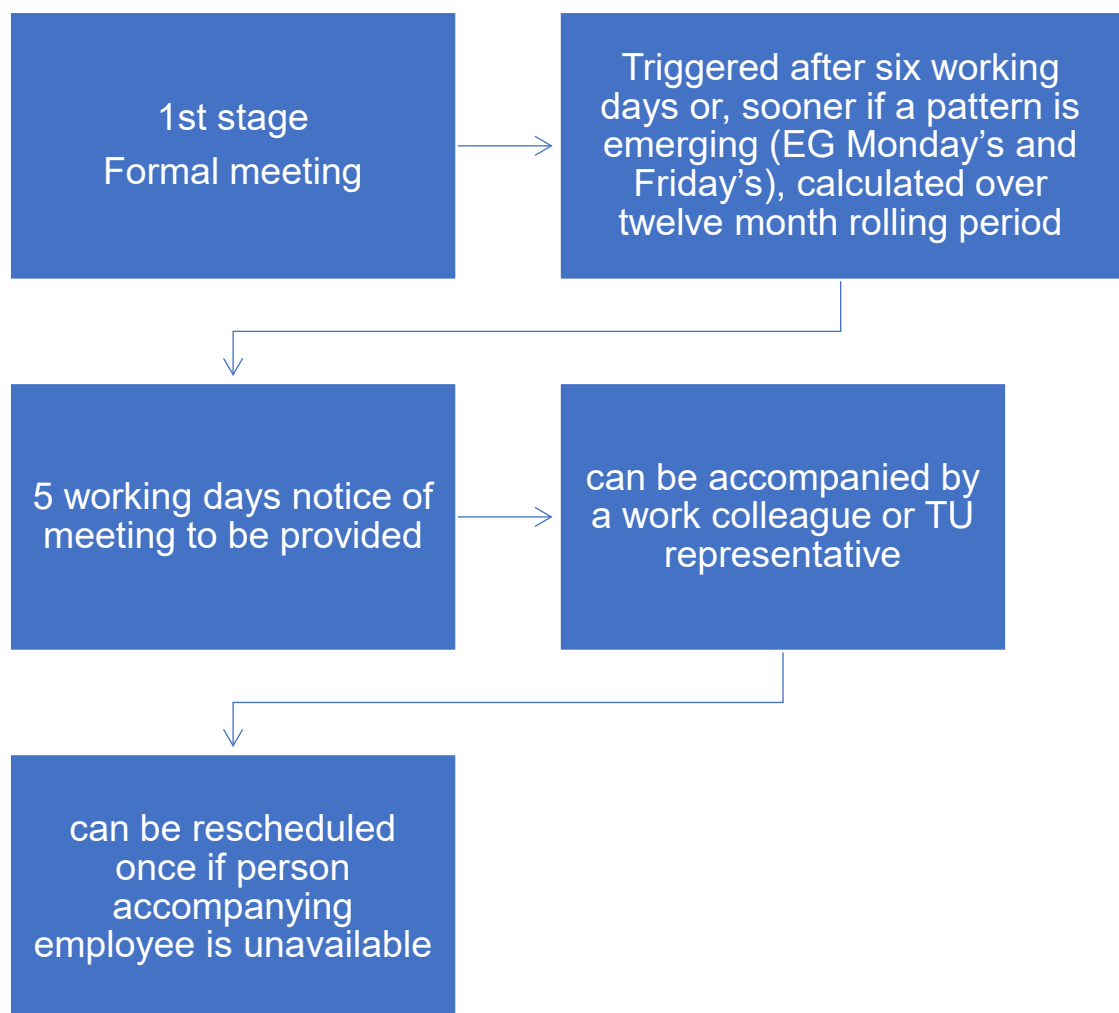 1st stage
Formal meeting
Triggered after six working
days or, sooner if a pattern is
emerging (EG Monday’s and
Friday’s), calculated over
twelve month rolling period
5 working days notice of
meeting to be provided
can be accompanied by
a work colleague or TU
representative
can be rescheduled
once if person
accompanying
employee is unavailable